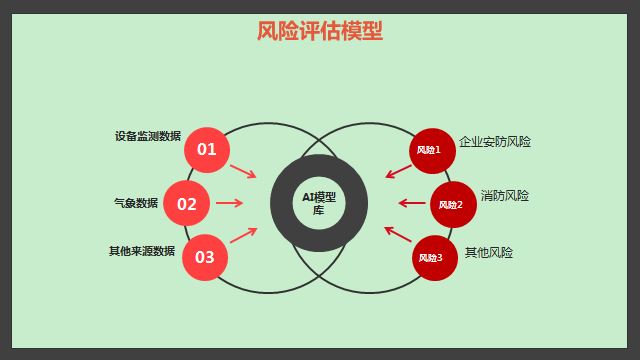 风险评估模型
设备监测数据
01
气象数据
02
其他来源数据
03
AI模型
库
风险1
企业安防风险
风险2
消防风险
风险3
其他风险